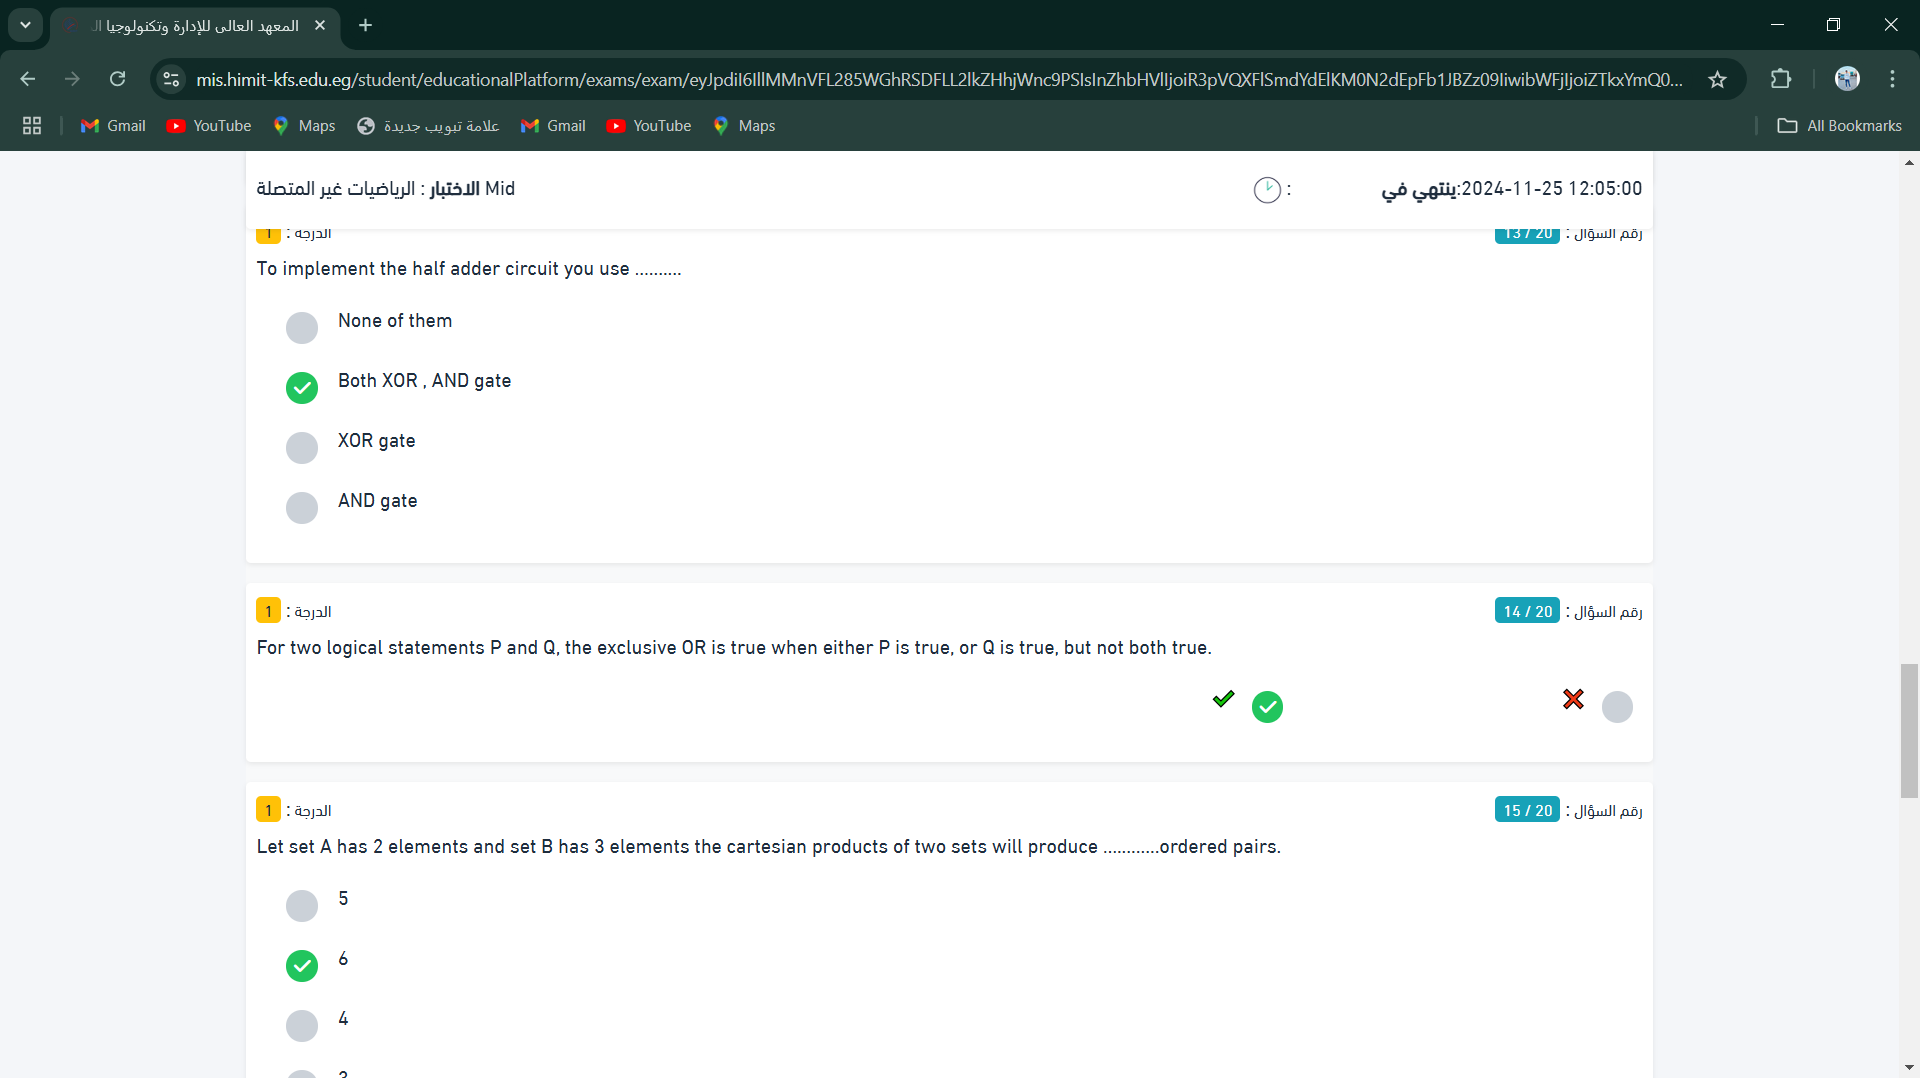 المعهد العالى للإدارة وتكنولوجيا ال
mis.himit-kfs.edu.eg/student/educationalPlatform/exams/exam/eyJpdiI6IllMMnVFL285WGhRSDFLL2lkZHhjWnc9PSIsInZhbHVlIjoiR3pVQXFlSmdYdElKM0N2dEpFb1JBZz09IiwibWFjIjoiZTkxYmQ0...
Gmail YouTube Maps علامة تبويب جديدة Gmail YouTube Maps All Bookmarks
الاختبار : الرياضيات غير المتصلة Mid
: ينتهي في:2024-11-25 12:05:00
الدرجة : 1 رقم السؤال : 13 / 20
To implement the half adder circuit you use ..........
None of them
Both XOR , AND gate
XOR gate
AND gate
الدرجة : 1 رقم السؤال : 14 / 20
For two logical statements P and Q, the exclusive OR is true when either P is true, or Q is true, but not both true.
الدرجة : 1 رقم السؤال : 15 / 20
Let set A has 2 elements and set B has 3 elements the cartesian products of two sets will produce ............ordered pairs.
5
6
4